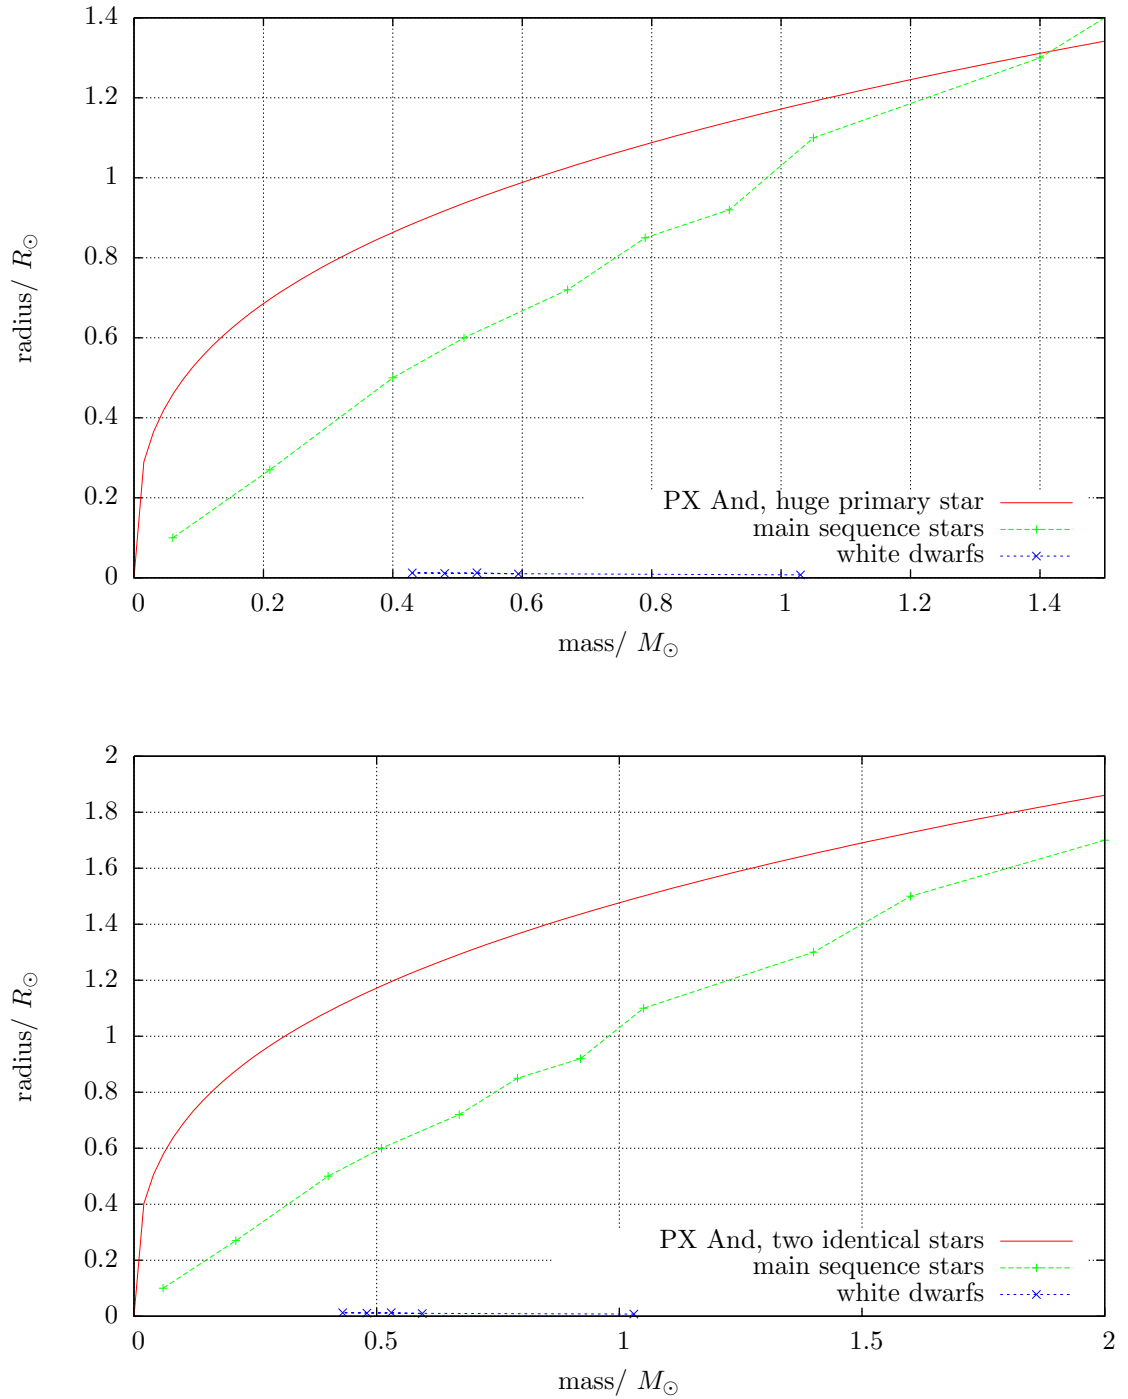 1.4
1.2
1
0.8
0.6
0.4
0.2
0
radius/ R☉
PX And, huge primary star
main sequence stars
white dwarfs
0 0.2 0.4 0.6 0.8 1 1.2 1.4
mass/ M☉
2
1.8
1.6
1.4
1.2
1
0.8
0.6
0.4
0.2
0
radius/ R☉
PX And, two identical stars
main sequence stars
white dwarfs
0 0.5 1 1.5 2
mass/ M☉